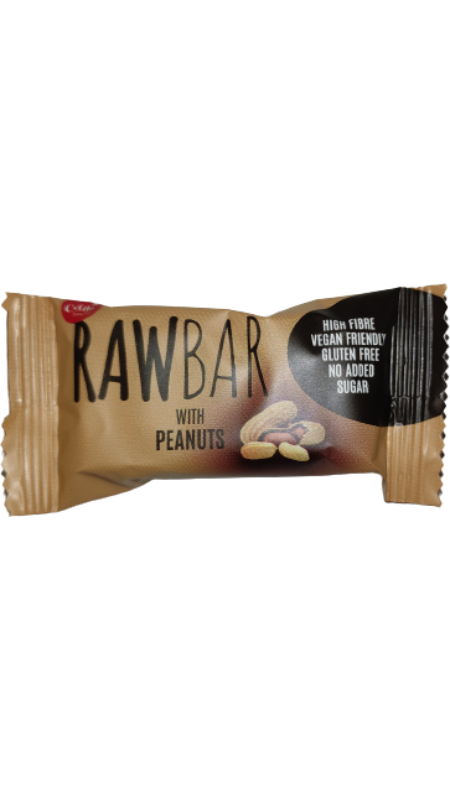 RAWBAR
WITH
PEANUTS
HIGH FIBRE
VEGAN FRIENDLY
GLUTEN FREE
NO ADDED
SUGAR